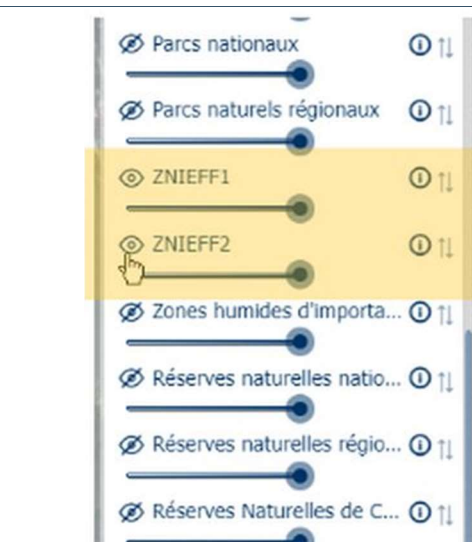 Parcs nationaux
Parcs naturels régionaux
ZNIEFF1
ZNIEFF2
Zones humides d'importa...
Réserves naturelles natio...
Réserves naturelles régio...
Réserves Naturelles de C...